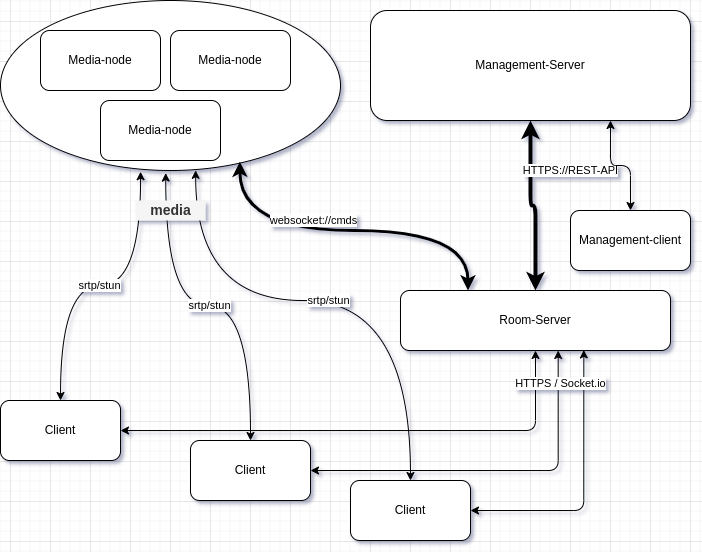 Media-node
Media-node
Media-node
Management-Server
HTTPS://REST-API
media
websocket://cmds
Management-client
srtp/stun
srtp/stun
srtp/stun
Room-Server
HTTPS / Socket.io
Client
Client
Client